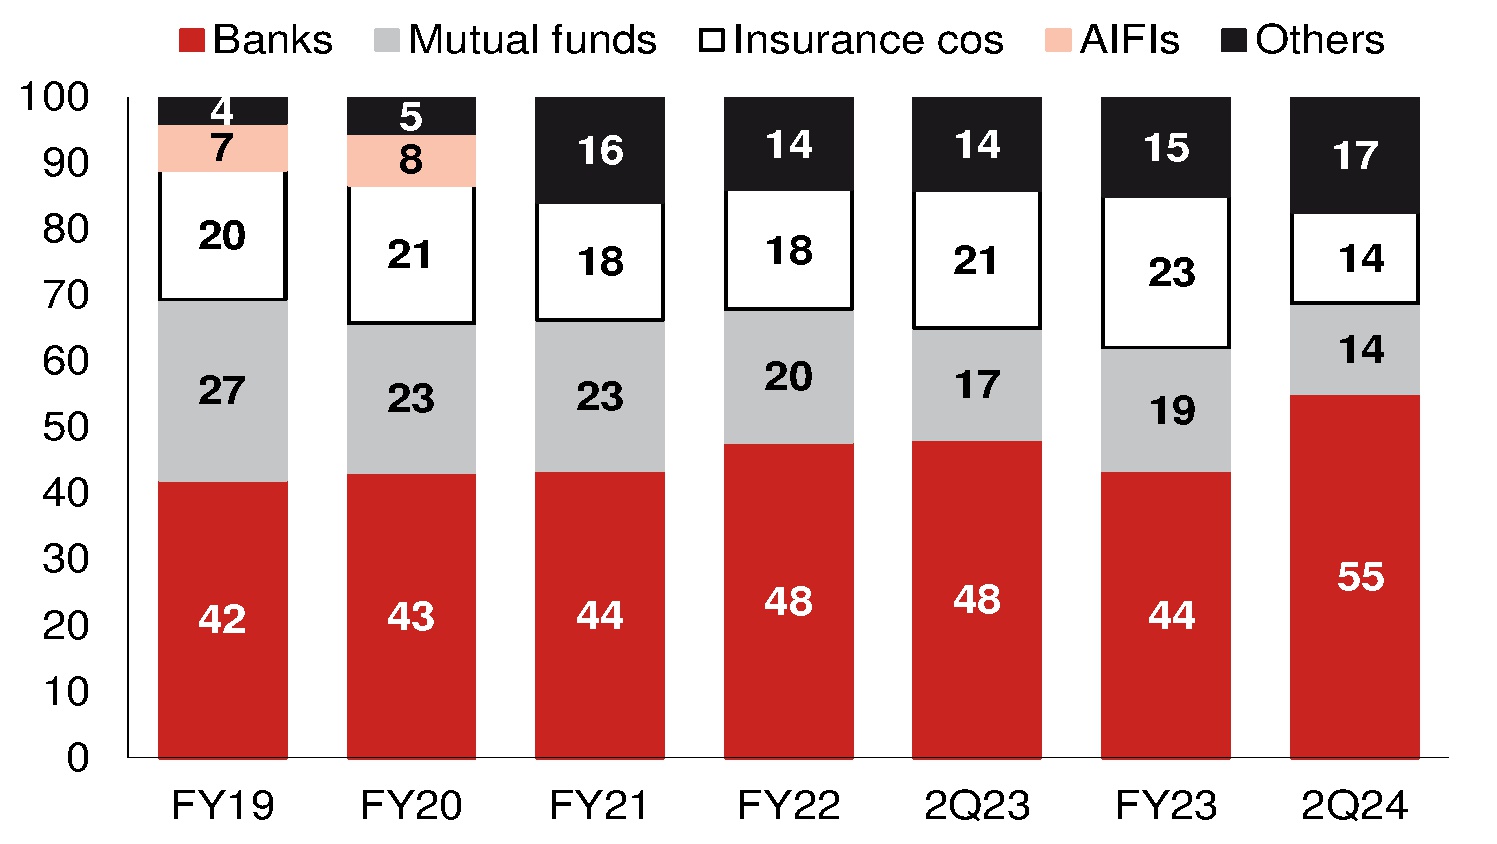 Banks Mutual funds Insurance cos AIFIs Others
100 4 5
90 7 8 16 14 14 15 17
80 20 21 18 18 21 23 14
70
60 27 23 23 20 17 19 14
50
40
30
20 42 43 44 48 48 44 55
10
0
FY19 FY20 FY21 FY22 2Q23 FY23 2Q24